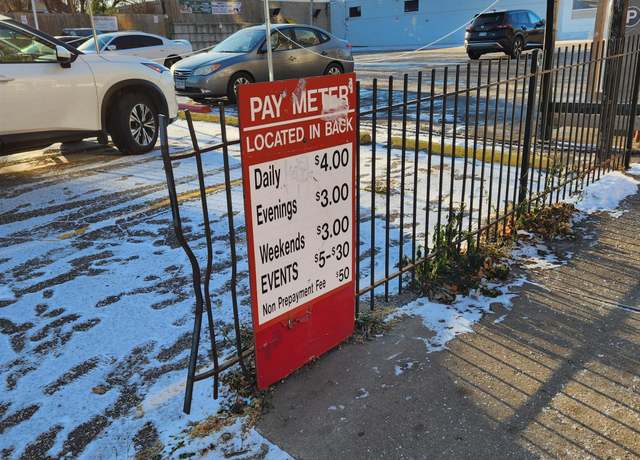 PAY METER
LOCATED IN BACK
Daily $4.00
Evenings $3.00
Weekends $3.00
EVENTS $5-$30
Non Prepayment Fee $50
P